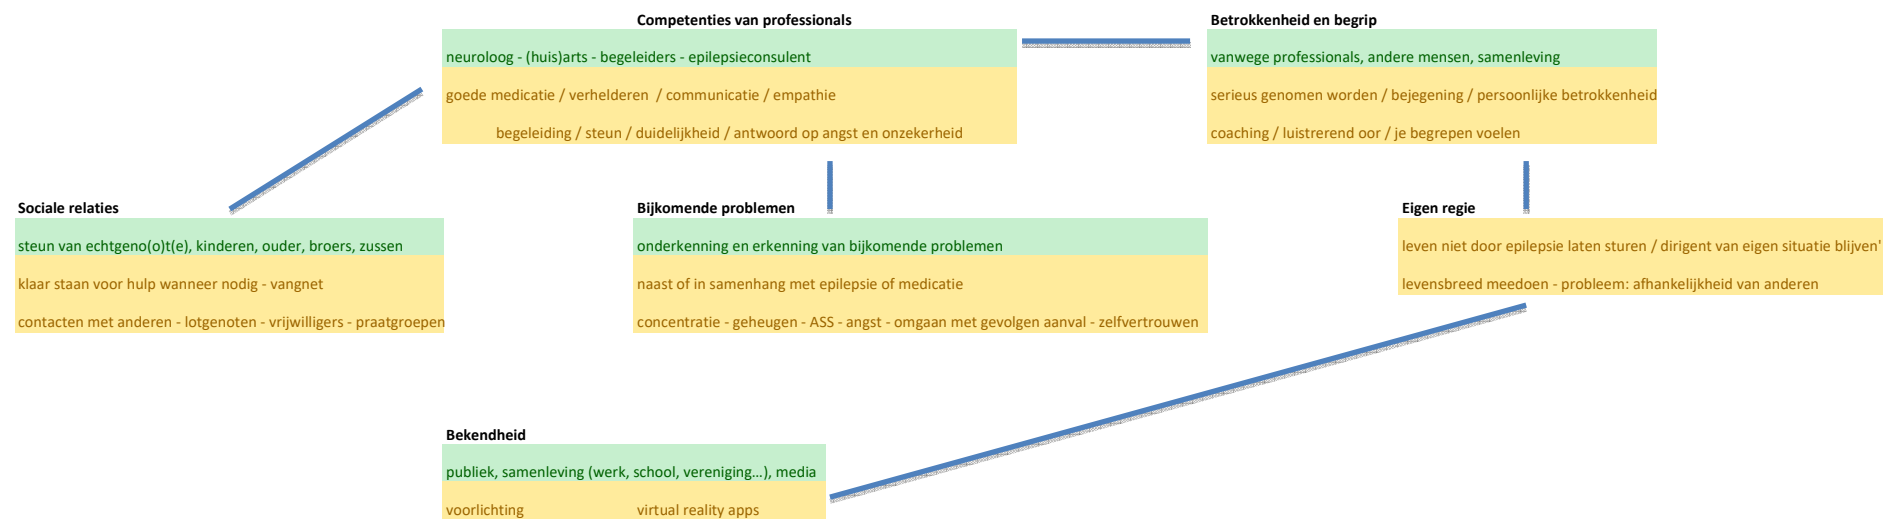 Competenties van professionals
neuroloog - (huis)arts - begeleiders - epilepsieconsulent
goede medicatie / verhelderen / communicatie / empathie
begeleiding / steun / duidelijkheid / antwoord op angst en onzekerheid
Betrokkenheid en begrip
vanwege professionals, andere mensen, samenleving
serieus genomen worden / bejegening / persoonlijke betrokkenheid
coaching / luistrerend oor / je begrepen voelen
Sociale relaties
steun van echtgeno(o)t(e), kinderen, ouder, broers, zussen
klaar staan voor hulp wanneer nodig - vangnet
contacten met anderen - lotgenoten - vrijwilligers - praatgroepen
Bijkomende problemen
onderkenning en erkenning van bijkomende problemen
naast of in samenhang met epilepsie of medicatie
concentratie - geheugen - ASS - angst - omgaan met gevolgen aanval - zelfvertrouwen
Eigen regie
leven niet door epilepsie laten sturen / dirigent van eigen situatie blijven'
levensbreed meedoen - probleem: afhankelijkheid van anderen
Bekendheid
publiek, samenleving (werk, school, vereniging...), media
voorlichting virtual reality apps